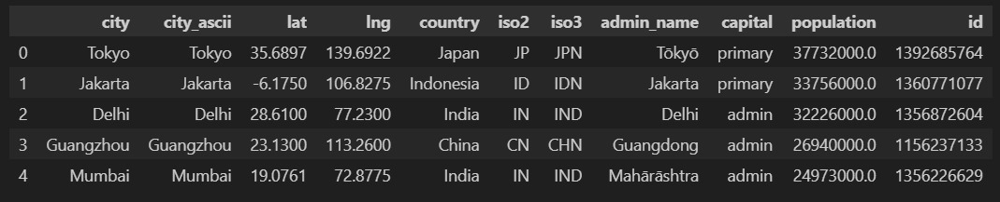 city city_ascii lat lng country iso2 iso3 admin_name capital population id
0 Tokyo Tokyo 35.6897 139.6922 Japan JP JPN Tōkyō primary 37732000.0 1392685764
1 Jakarta Jakarta -6.1750 106.8275 Indonesia ID IDN Jakarta primary 33756000.0 1360771077
2 Delhi Delhi 28.6100 77.2300 India IN IND Delhi admin 32226000.0 1356872604
3 Guangzhou Guangzhou 23.1300 113.2600 China CN CHN Guangdong admin 26940000.0 1156237133
4 Mumbai Mumbai 19.0761 72.8775 India IN IND Mahārāshtra admin 24973000.0 1356226629